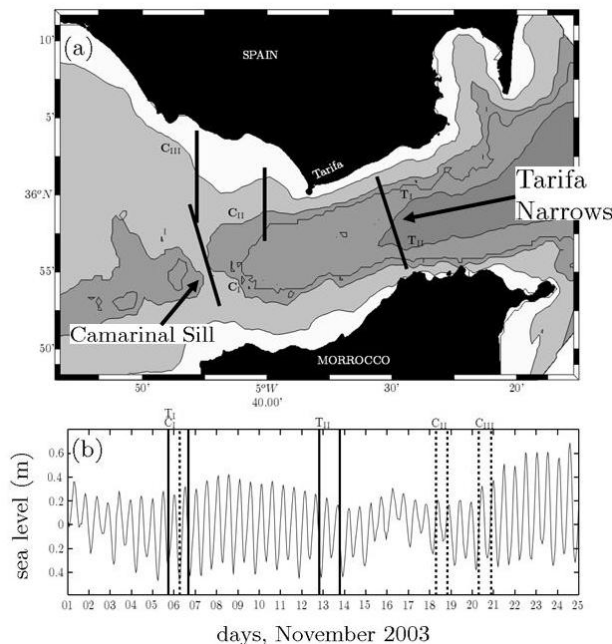 (a)
10'
SPAIN
5'
C_III
Tarifa
36°N
T_I
Tarifa
Narrows
C_II
T_II
55'
C_I
Camarinal Sill
50'
MORROCCO
50'
5°W
40.00'
30'
20'
T_I
C_I
T_II
C_II
C_III
(b)
sea level (m)
0.4
0.2
0
0.2
0.4
01 02 03 04 05 06 07 08 09 10 11 12 13 14 15 16 17 18 19 20 21 22 23 24 25
days, November 2003